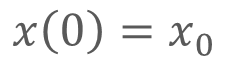 x(0) = x₀